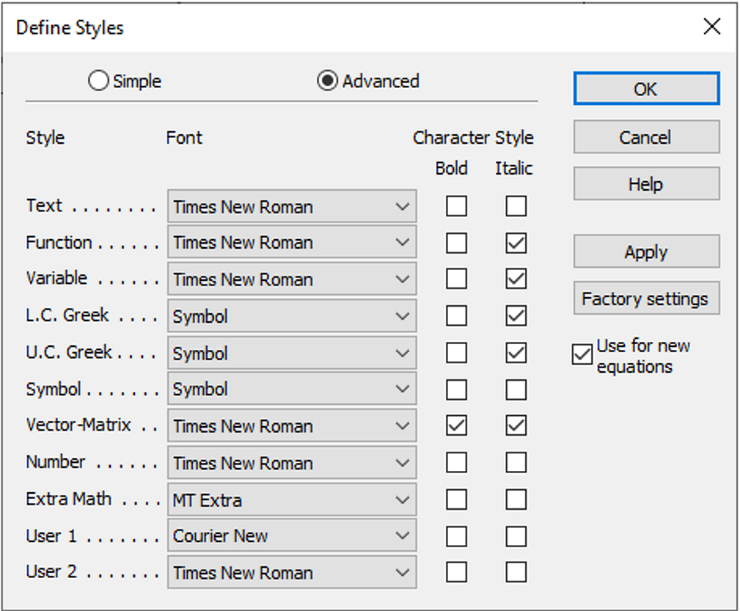 Define Styles
Simple Advanced OK
Style Font Character Style Cancel
Bold Italic Help
Text . . . . . . . . Times New Roman
Function . . . . . . Times New Roman Apply
Variable . . . . . . Times New Roman
L.C. Greek . . . . Symbol Factory settings
U.C. Greek . . . . Symbol Use for new
equations
Symbol . . . . . . . Symbol
Vector-Matrix . . Times New Roman
Number . . . . . . Times New Roman
Extra Math . . . . MT Extra
User 1 . . . . . . . Courier New
User 2 . . . . . . . Times New Roman